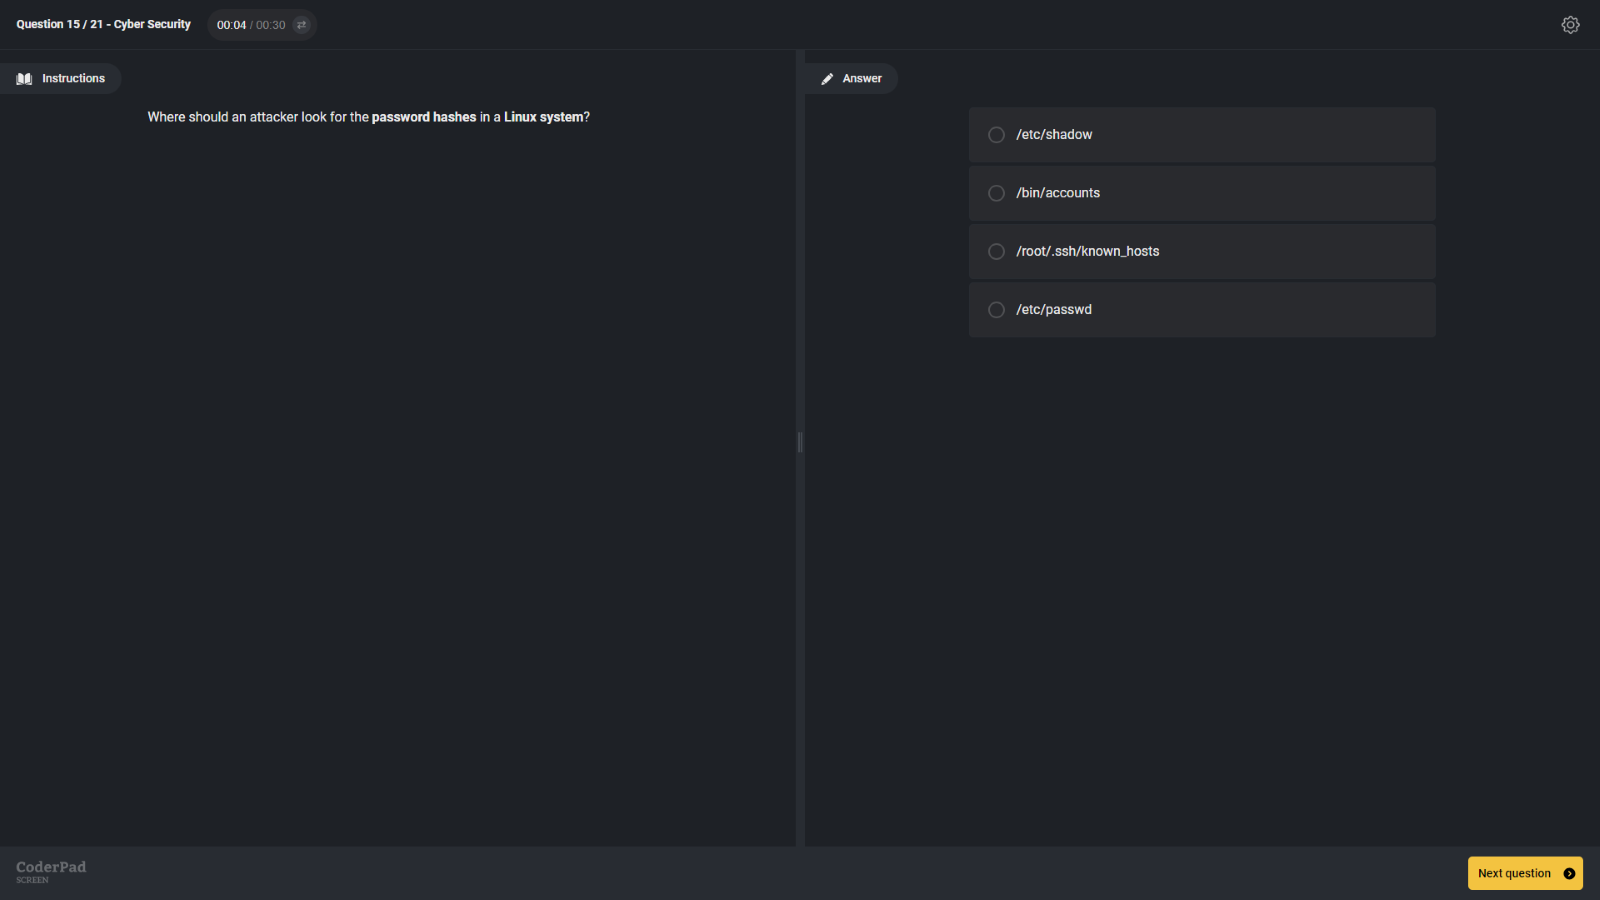 Question 15 / 21 - Cyber Security
00:04 / 00:30
Instructions
Where should an attacker look for the password hashes in a Linux system?
Answer
/etc/shadow
/bin/accounts
/root/.ssh/known_hosts
/etc/passwd
CoderPad
SCREEN
Next question